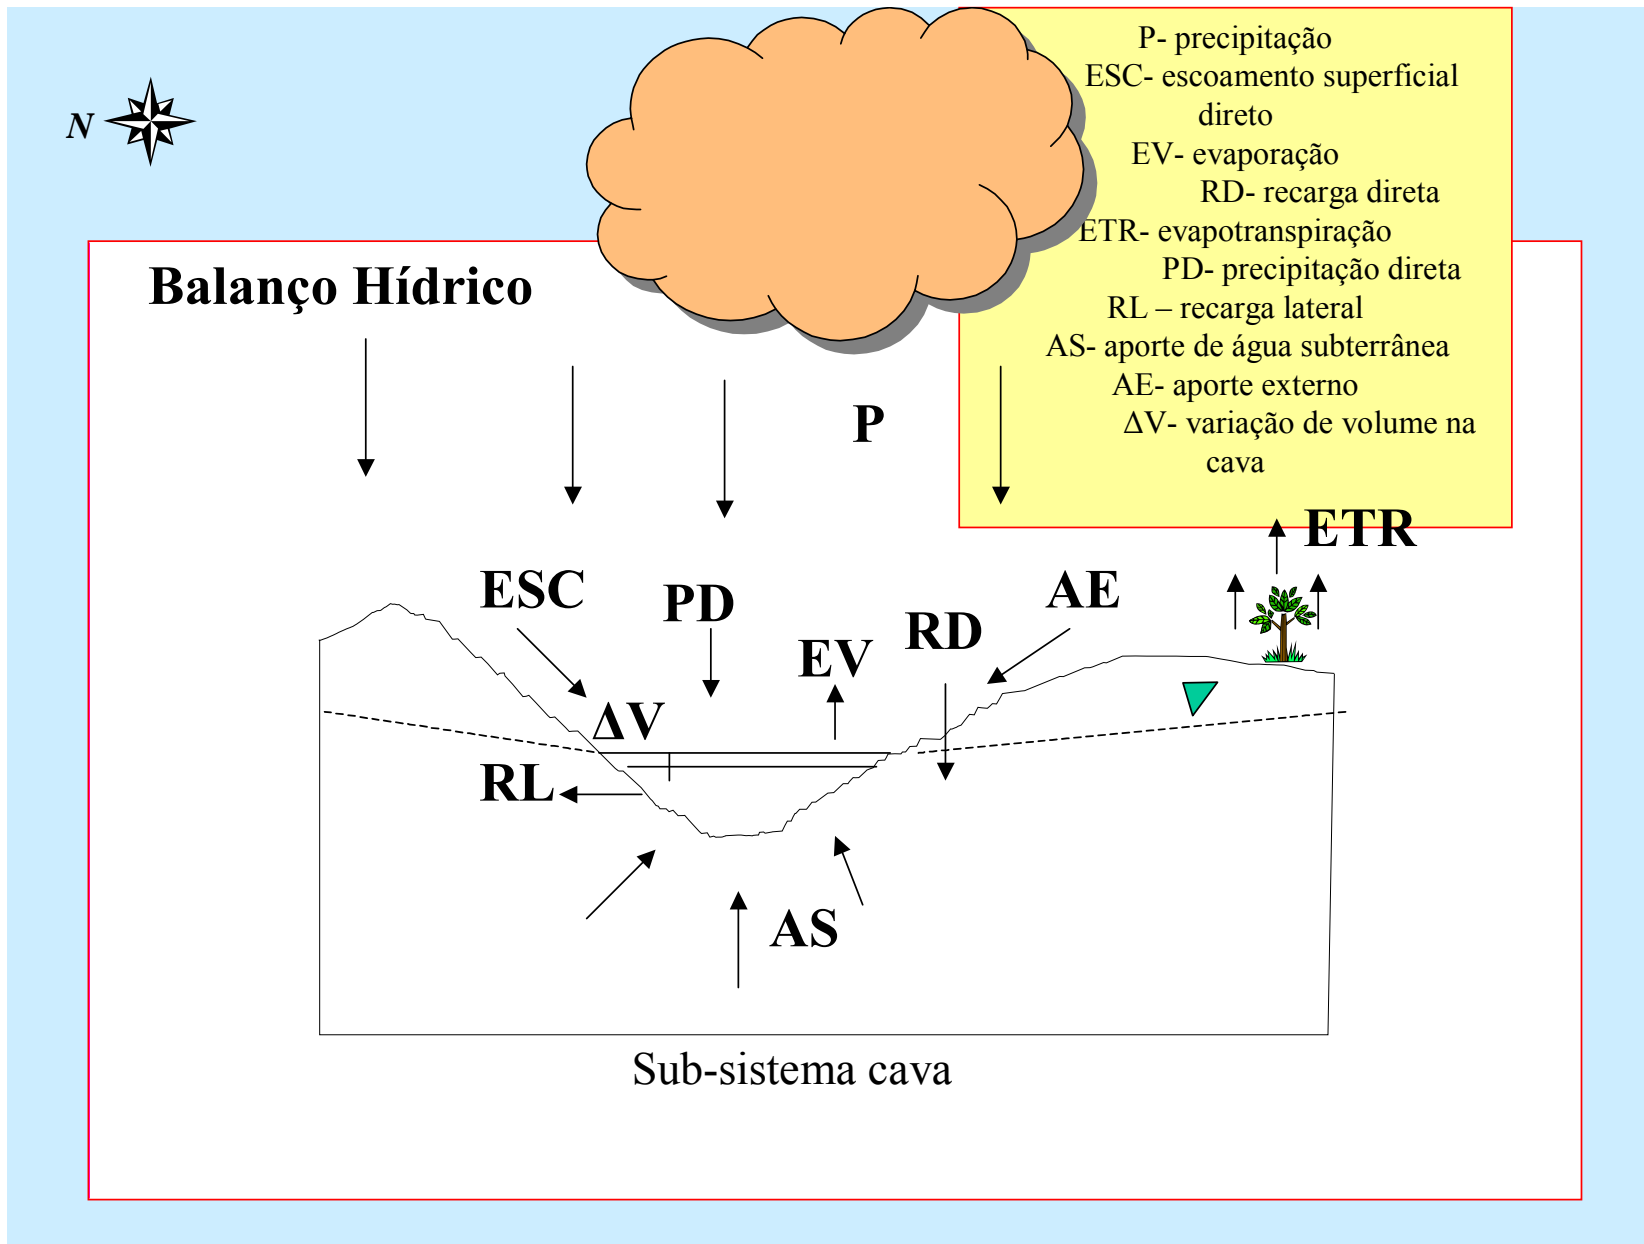 P- precipitação
ESC- escoamento superficial
direto
EV- evaporação
RD- recarga direta
ETR- evapotranspiração
PD- precipitação direta
RL – recarga lateral
AS- aporte de água subterrânea
AE- aporte externo
ΔV- variação de volume na
cava
N
Balanço Hídrico
P
ETR
ESC
PD
AE
RD
EV
ΔV
RL
AS
Sub-sistema cava